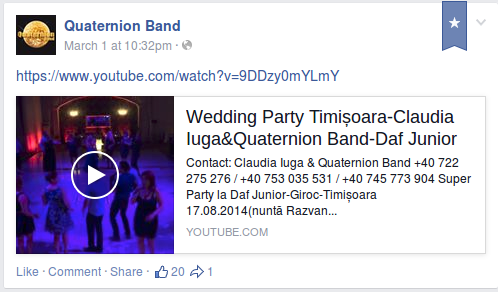 Quaternion Band
March 1 at 10:32pm ·
https://www.youtube.com/watch?v=9DDzy0mYLmY
Wedding Party Timișoara-Claudia
Iuga&Quaternion Band-Daf Junior
Contact: Claudia Iuga & Quaternion Band +40 722
275 276 / +40 753 035 531 / +40 745 773 904 Super
Party la Daf Junior-Giroc-Timișoara
17.08.2014(nuntă Razvan...
YOUTUBE.COM
Like · Comment · Share · 20 1